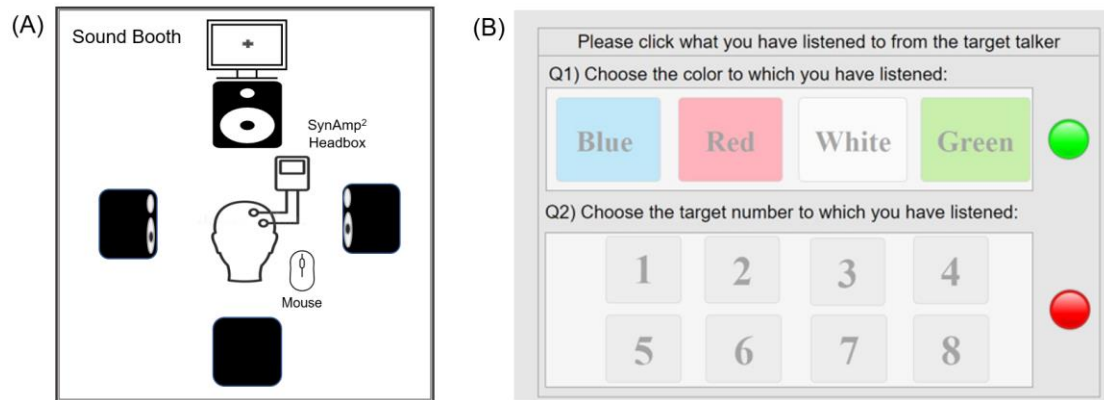 (A)
Sound Booth
SynAmp²
Headbox
Mouse
(B)
Please click what you have listened to from the target talker
Q1) Choose the color to which you have listened:
Blue Red White Green
Q2) Choose the target number to which you have listened:
1 2 3 4
5 6 7 8